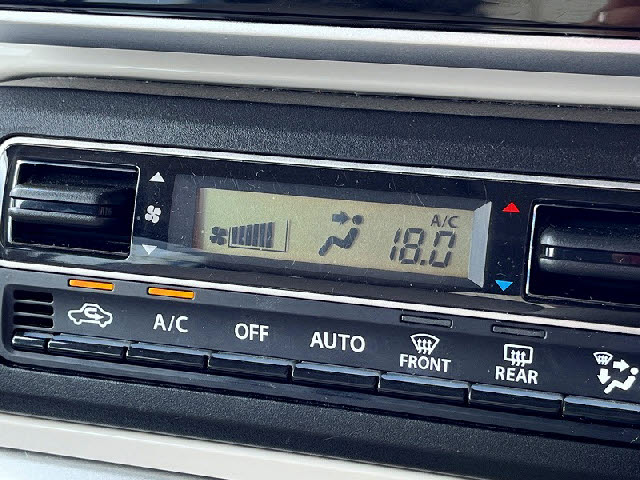 A/C
18.0
A/C
OFF
AUTO
FRONT
REAR